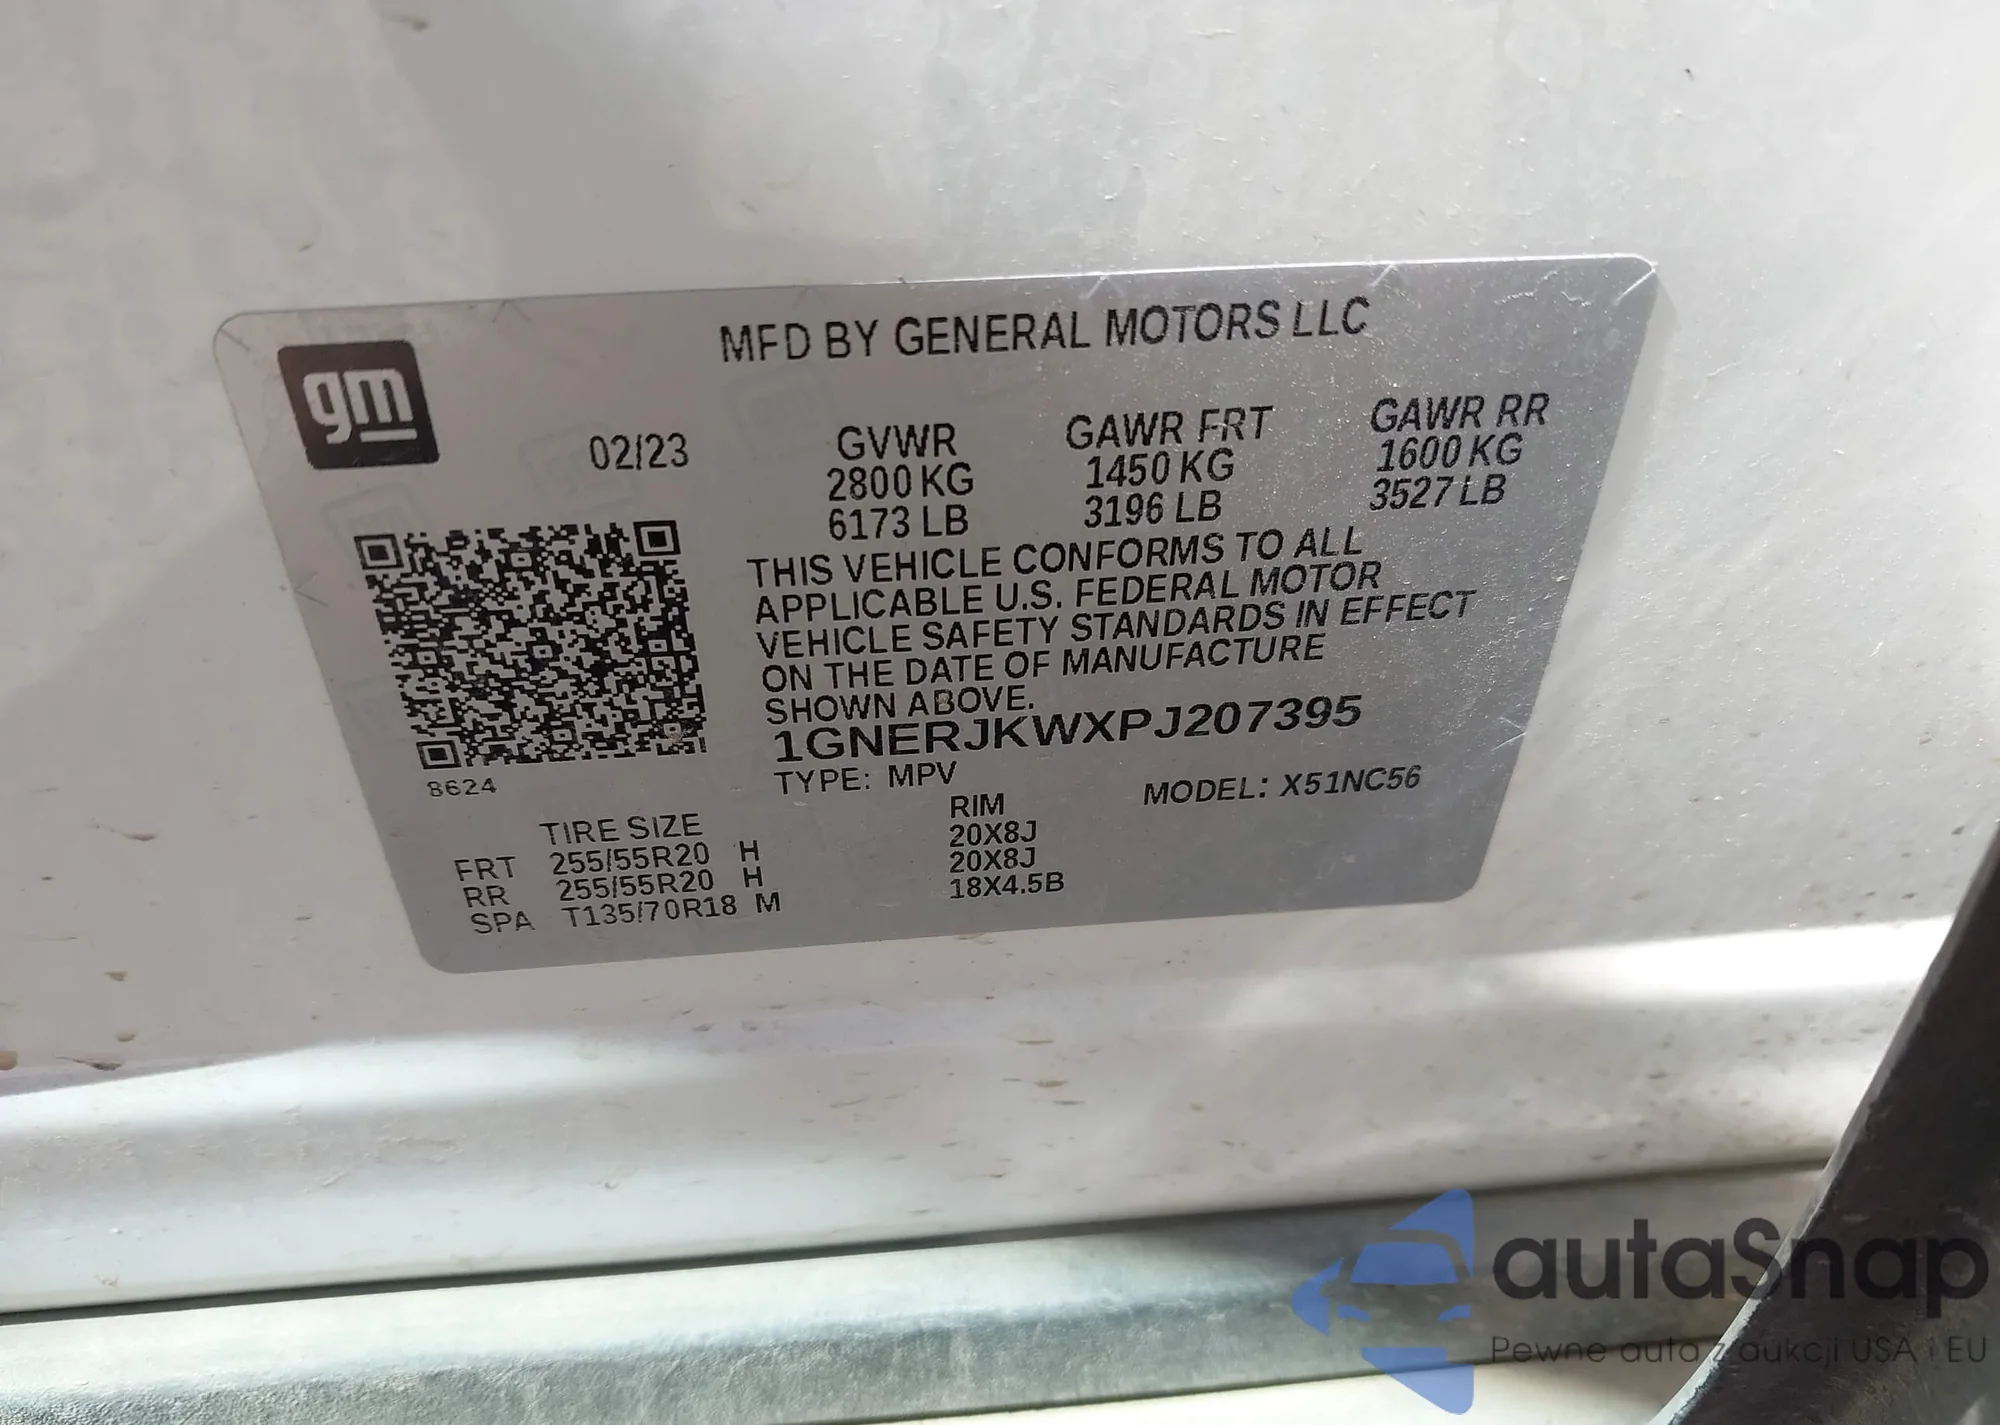 MFD BY GENERAL MOTORS LLC
gm
02/23
GVWR GAWR FRT GAWR RR
2800 KG 1450 KG 1600 KG
6173 LB 3196 LB 3527 LB
THIS VEHICLE CONFORMS TO ALL
APPLICABLE U.S. FEDERAL MOTOR
VEHICLE SAFETY STANDARDS IN EFFECT
ON THE DATE OF MANUFACTURE
SHOWN ABOVE.
1GNERJKWXPJ207395
8624
TYPE: MPV MODEL: X51NC56
TIRE SIZE RIM
FRT 255/55R20 H 20X8J
RR 255/55R20 H 20X8J
SPA T135/70R18 M 18X4.5B
autaSnap
Pewne auta z aukcji USA i EU